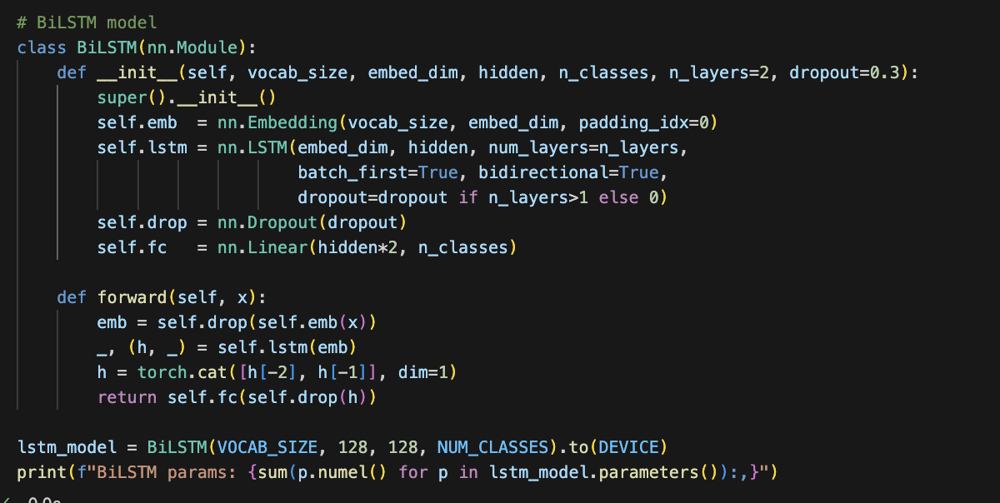 # BiLSTM model
class BiLSTM(nn.Module):
    def __init__(self, vocab_size, embed_dim, hidden, n_classes, n_layers=2, dropout=0.3):
        super().__init__()
        self.emb  = nn.Embedding(vocab_size, embed_dim, padding_idx=0)
        self.lstm = nn.LSTM(embed_dim, hidden, num_layers=n_layers,
                            batch_first=True, bidirectional=True,
                            dropout=dropout if n_layers>1 else 0)
        self.drop = nn.Dropout(dropout)
        self.fc   = nn.Linear(hidden*2, n_classes)

    def forward(self, x):
        emb = self.drop(self.emb(x))
        _, (h, _) = self.lstm(emb)
        h = torch.cat([h[-2], h[-1]], dim=1)
        return self.fc(self.drop(h))

lstm_model = BiLSTM(VOCAB_SIZE, 128, 128, NUM_CLASSES).to(DEVICE)
print(f"BiLSTM params: {sum(p.numel() for p in lstm_model.parameters()):,}")